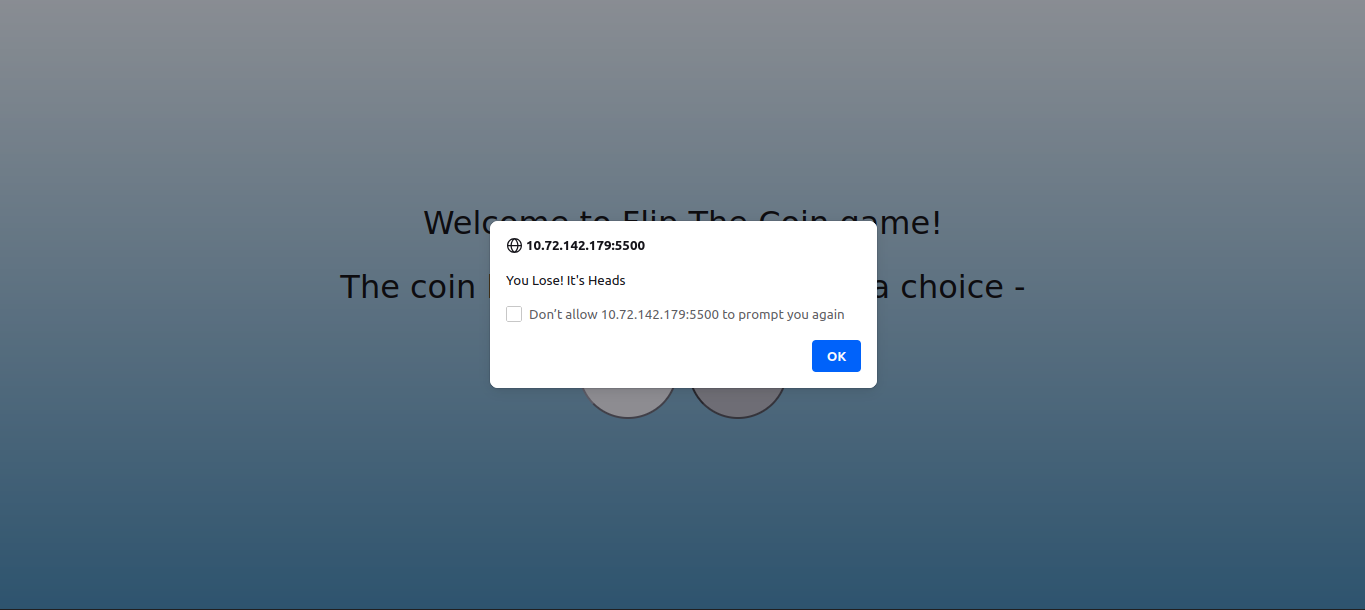 Welcome to Flip The Coin game!
10.72.142.179:5500
The coin a choice -
You Lose! It's Heads
Don't allow 10.72.142.179:5500 to prompt you again
OK